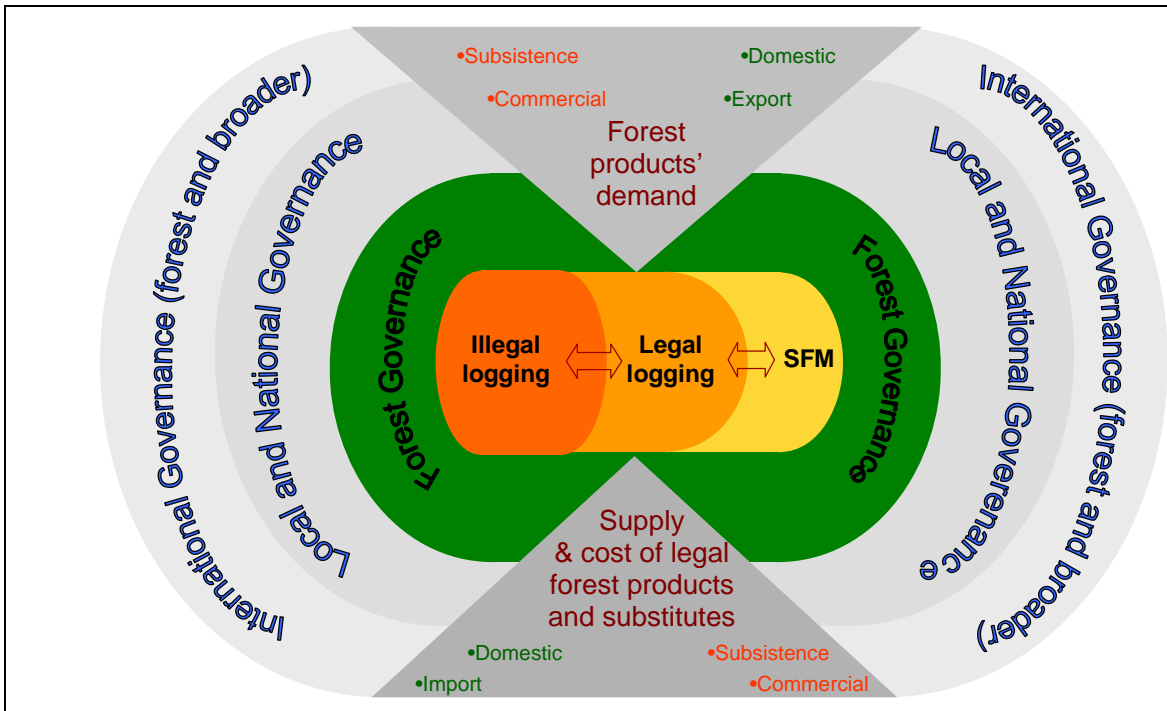 •Subsistence
•Domestic
•Commercial
•Export
Forest
products’
demand
International Governance (forest and broader)
Local and National Governance
Forest Governance
Illegal
logging
Legal
logging
SFM
Forest Governance
Local and National Goverenance
International Governance (forest and broader)
Supply
& cost of legal
forest products
and substitutes
•Domestic
•Subsistence
•Import
•Commercial